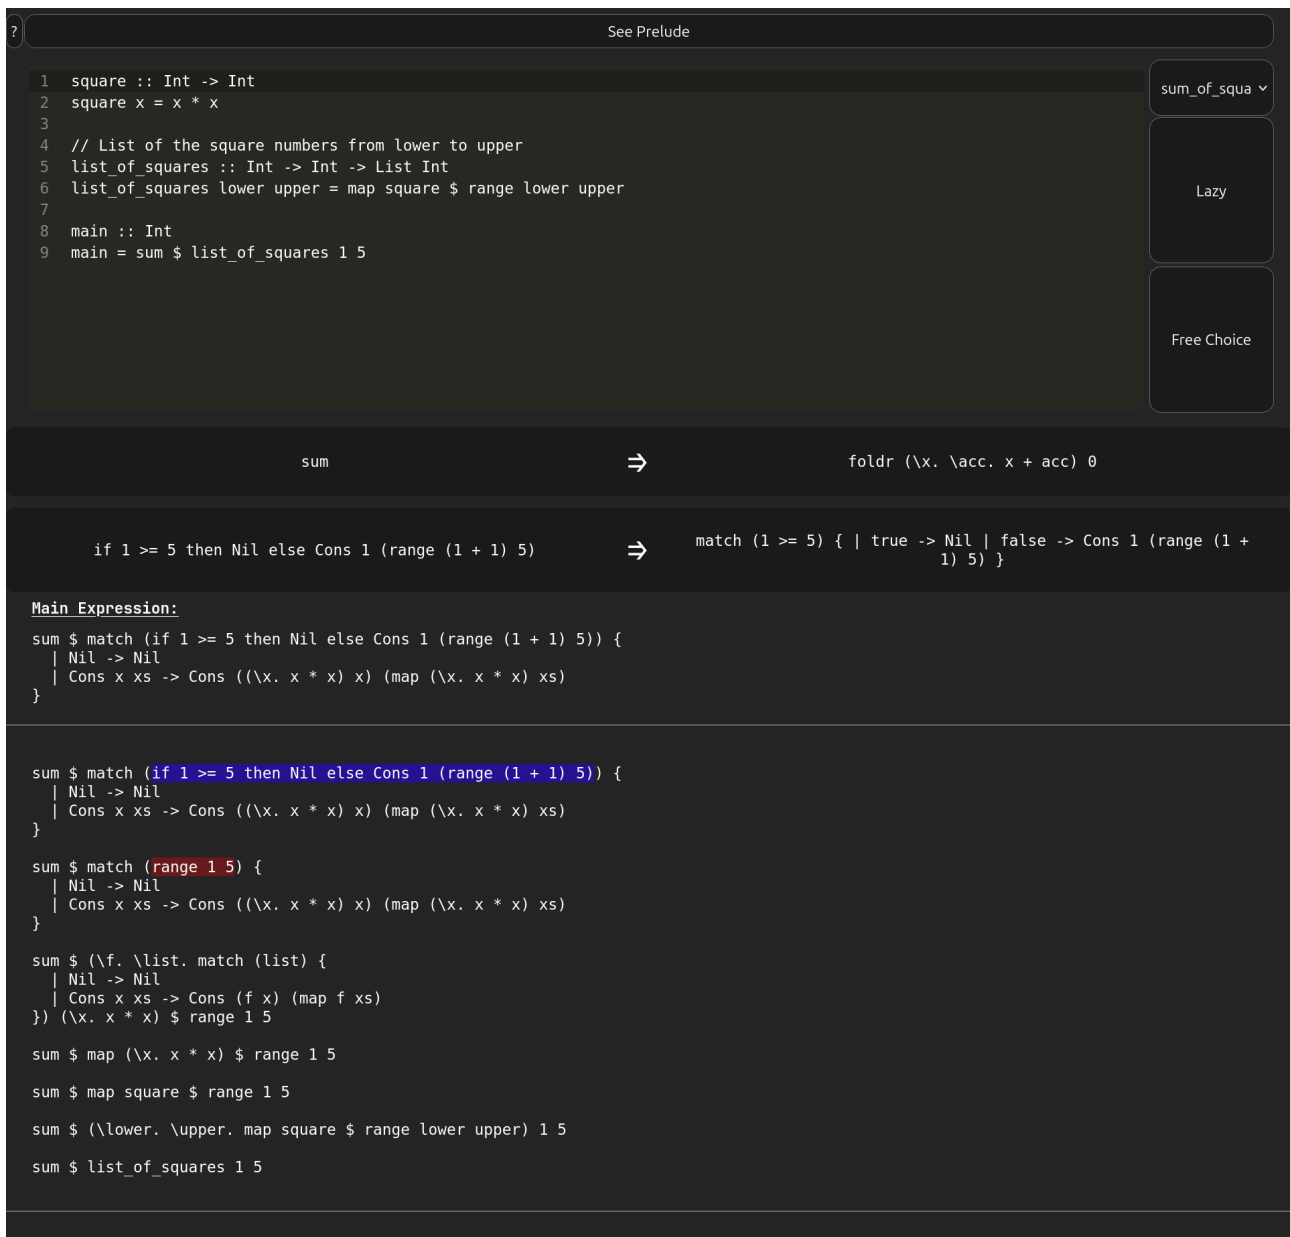 ?
See Prelude
1 square :: Int -> Int
2 square x = x * x
3
4 // List of the square numbers from lower to upper
5 list_of_squares :: Int -> Int -> List Int
6 list_of_squares lower upper = map square $ range lower upper
7
8 main :: Int
9 main = sum $ list_of_squares 1 5
sum_of_squa
Lazy
Free Choice
sum ⇒ foldr (\x. \acc. x + acc) 0
if 1 >= 5 then Nil else Cons 1 (range (1 + 1) 5) ⇒ match (1 >= 5) { | true -> Nil | false -> Cons 1 (range (1 +
1) 5) }
Main Expression:
sum $ match (if 1 >= 5 then Nil else Cons 1 (range (1 + 1) 5)) {
  | Nil -> Nil
  | Cons x xs -> Cons ((\x. x * x) x) (map (\x. x * x) xs)
}
sum $ match (if 1 >= 5 then Nil else Cons 1 (range (1 + 1) 5)) {
  | Nil -> Nil
  | Cons x xs -> Cons ((\x. x * x) x) (map (\x. x * x) xs)
}
sum $ match (range 1 5) {
  | Nil -> Nil
  | Cons x xs -> Cons ((\x. x * x) x) (map (\x. x * x) xs)
}
sum $ (\f. \list. match (list) {
  | Nil -> Nil
  | Cons x xs -> Cons (f x) (map f xs)
}) (\x. x * x) $ range 1 5
sum $ map (\x. x * x) $ range 1 5
sum $ map square $ range 1 5
sum $ (\lower. \upper. map square $ range lower upper) 1 5
sum $ list_of_squares 1 5